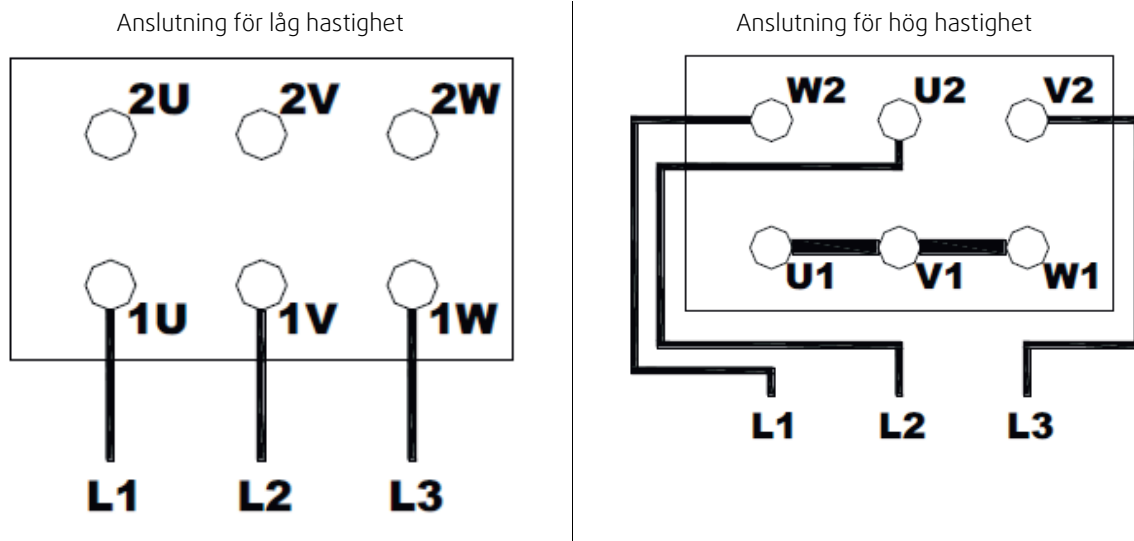 Anslutning för låg hastighet
2U 2V 2W
1U 1V 1W
L1 L2 L3
Anslutning för hög hastighet
W2 U2 V2
U1 V1 W1
L1 L2 L3